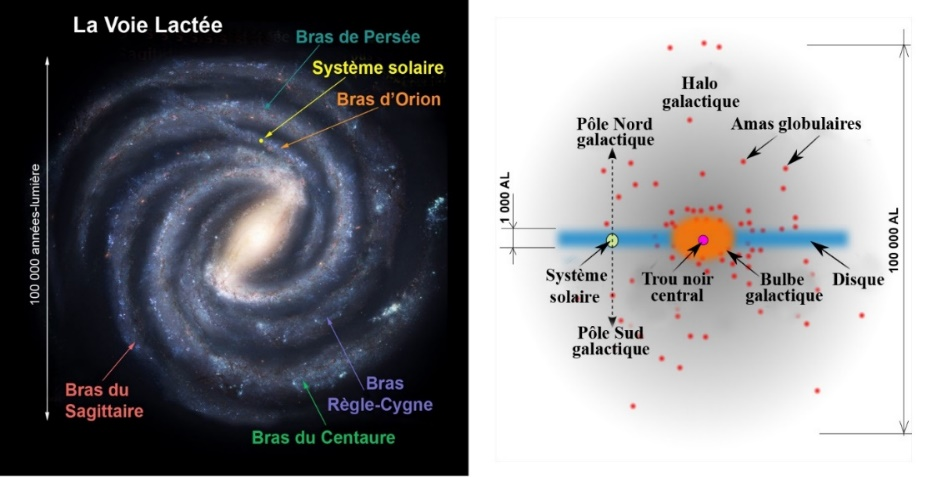 La Voie Lactée
Bras de Persée
Système solaire
Bras d'Orion
100 000 années-lumière
Bras du
Sagittaire
Bras
Règle-Cygne
Bras du Centaure
Halo
galactique
Pôle Nord
galactique
Amas globulaires
1 000 AL
100 000 AL
Système
solaire
Trou noir
central
Bulbe
galactique
Disque
Pôle Sud
galactique